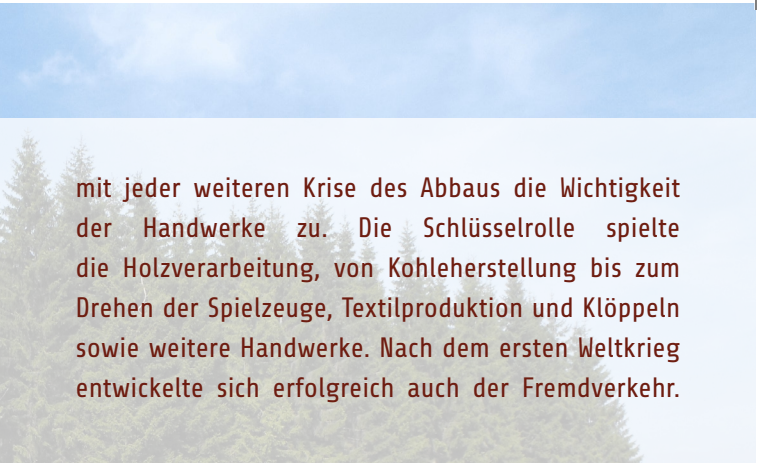 mit jeder weiteren Krise des Abbaus die Wichtigkeit
der Handwerke zu. Die Schlüsselrolle spielte
die Holzverarbeitung, von Kohleherstellung bis zum
Drehen der Spielzeuge, Textilproduktion und Klöppeln
sowie weitere Handwerke. Nach dem ersten Weltkrieg
entwickelte sich erfolgreich auch der Fremdverkehr.